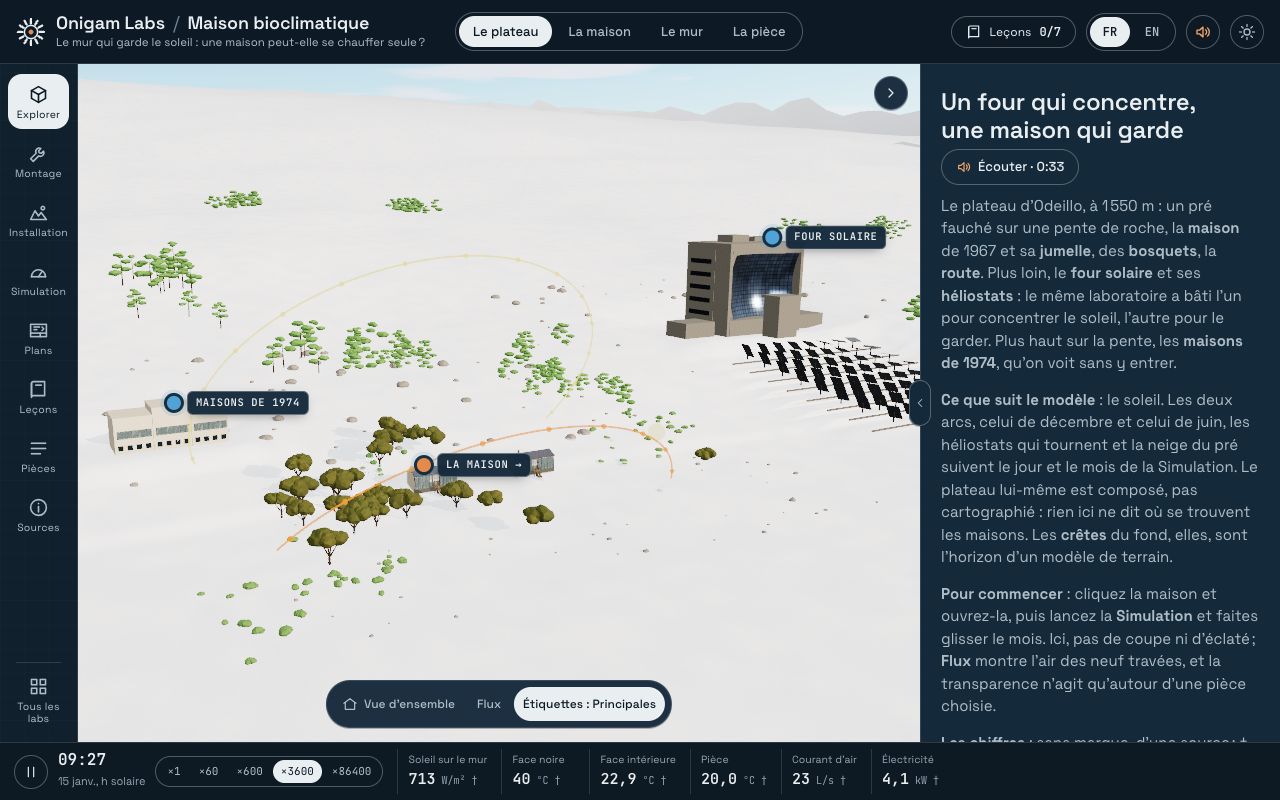 Onigam Labs / Maison bioclimatique
Le mur qui garde le soleil : une maison peut-elle se chauffer seule ?
Le plateau
La maison
Le mur
La pièce
Leçons 0/7
FR
EN
Explorer
Montage
Installation
Simulation
Plans
Leçons
Pièces
Sources
Tous les
labs
FOUR SOLAIRE
MAISONS DE 1974
LA MAISON →
Vue d'ensemble
Flux
Étiquettes : Principales
Un four qui concentre,
une maison qui garde
Écouter · 0:33
Le plateau d'Odeillo, à 1 550 m : un pré
fauché sur une pente de roche, la maison
de 1967 et sa jumelle, des bosquets, la
route. Plus loin, le four solaire et ses
héliostats : le même laboratoire a bâti l'un
pour concentrer le soleil, l'autre pour le
garder. Plus haut sur la pente, les maisons
de 1974, qu'on voit sans y entrer.
Ce que suit le modèle : le soleil. Les deux
arcs, celui de décembre et celui de juin, les
héliostats qui tournent et la neige du pré
suivent le jour et le mois de la Simulation. Le
plateau lui-même est composé, pas
cartographié : rien ici ne dit où se trouvent
les maisons. Les crêtes du fond, elles, sont
l'horizon d'un modèle de terrain.
Pour commencer : cliquez la maison et
ouvrez-la, puis lancez la Simulation et faites
glisser le mois. Ici, pas de coupe ni d'éclaté ;
Flux montre l'air des neuf travées, et la
transparence n'agit qu'autour d'une pièce
choisie.
09:27
15 janv., h solaire
×1
×60
×600
×3600
×86400
Soleil sur le mur
713 W/m² †
Face noire
40 °C †
Face intérieure
22,9 °C †
Pièce
20,0 °C †
Courant d'air
23 L/s †
Électricité
4,1 kW †